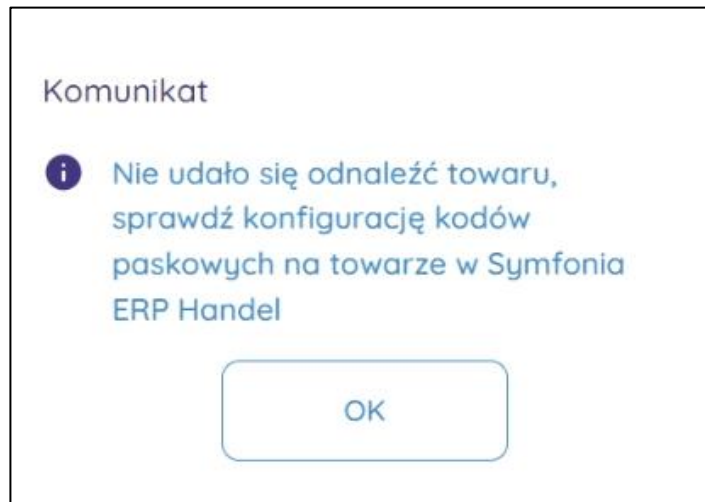 Komunikat
Nie udało się odnaleźć towaru,
sprawdź konfigurację kodów
paskowych na towarze w Symfonia
ERP Handel
OK